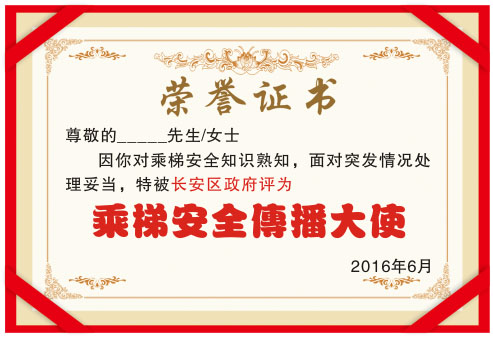 荣誉证书
尊敬的_____先生/女士
因你对乘梯安全知识熟知，面对突发情况处
理妥当，特被长安区政府评为
乘梯安全傳播大使
2016年6月